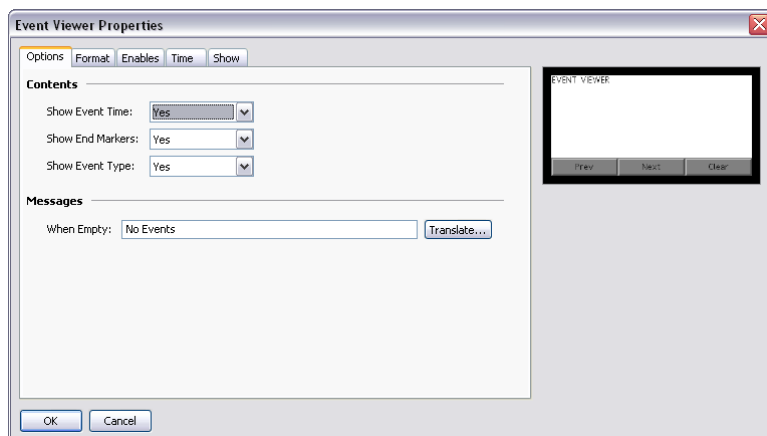 Event Viewer Properties
Options Format Enables Time Show
Contents
Show Event Time: Yes
Show End Markers: Yes
Show Event Type: Yes
Messages
When Empty: No Events Translate...
EVENT VIEWER
Prev Next Clear
OK Cancel